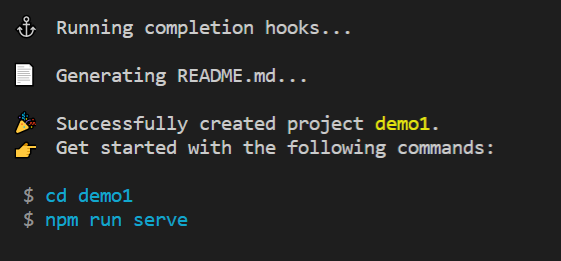 ⚓ Running completion hooks...
📄 Generating README.md...
🎉 Successfully created project demo1.
👉 Get started with the following commands:
$ cd demo1
$ npm run serve